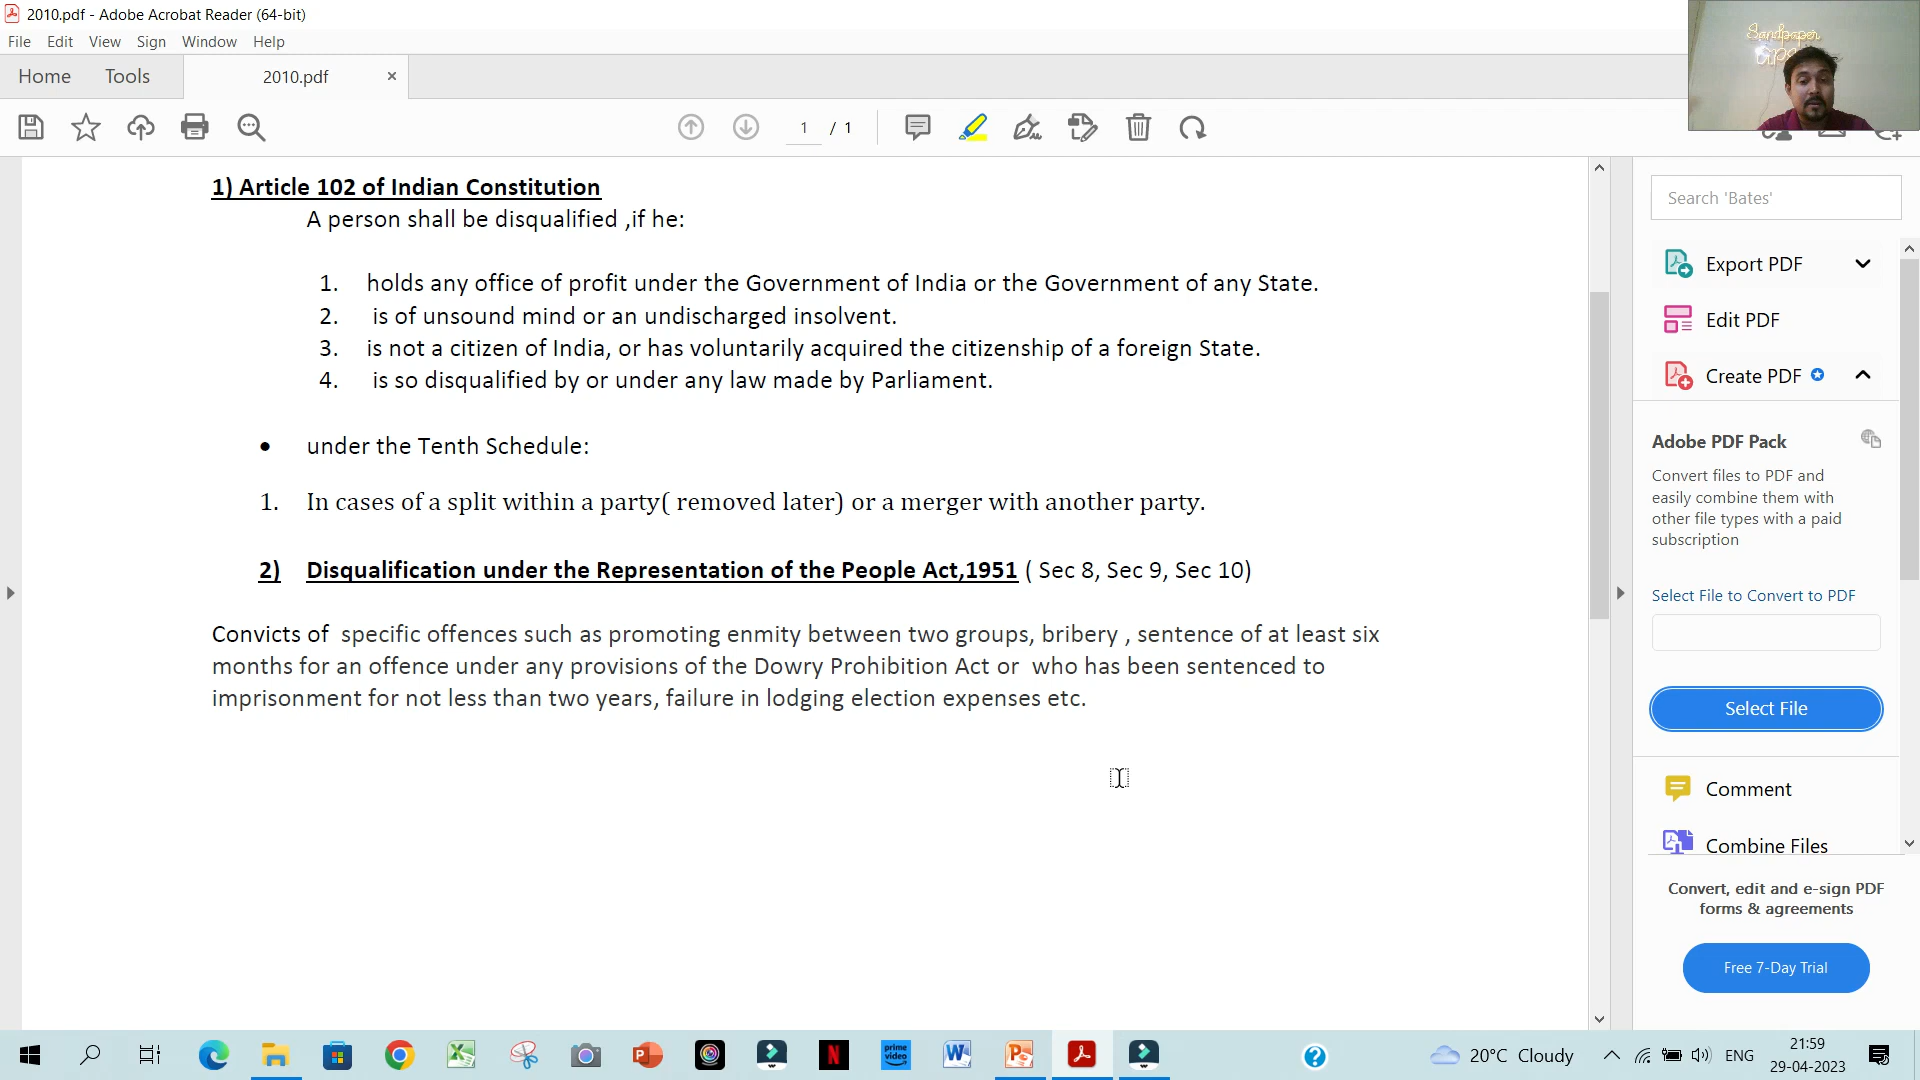 2010.pdf - Adobe Acrobat Reader (64-bit)
File Edit View Sign Window Help
Home Tools 2010.pdf ×
1 / 1
Sandpaper
1) Article 102 of Indian Constitution
A person shall be disqualified ,if he:
1. holds any office of profit under the Government of India or the Government of any State.
2. is of unsound mind or an undischarged insolvent.
3. is not a citizen of India, or has voluntarily acquired the citizenship of a foreign State.
4. is so disqualified by or under any law made by Parliament.
• under the Tenth Schedule:
1. In cases of a split within a party( removed later) or a merger with another party.
2) Disqualification under the Representation of the People Act,1951 ( Sec 8, Sec 9, Sec 10)
Convicts of specific offences such as promoting enmity between two groups, bribery , sentence of at least six
months for an offence under any provisions of the Dowry Prohibition Act or who has been sentenced to
imprisonment for not less than two years, failure in lodging election expenses etc.
Search 'Bates'
Export PDF
Edit PDF
Create PDF
Adobe PDF Pack
Convert files to PDF and
easily combine them with
other file types with a paid
subscription
Select File to Convert to PDF
Select File
Comment
Combine Files
Convert, edit and e-sign PDF
forms & agreements
Free 7-Day Trial
prime video
20°C Cloudy
ENG
21:59
29-04-2023